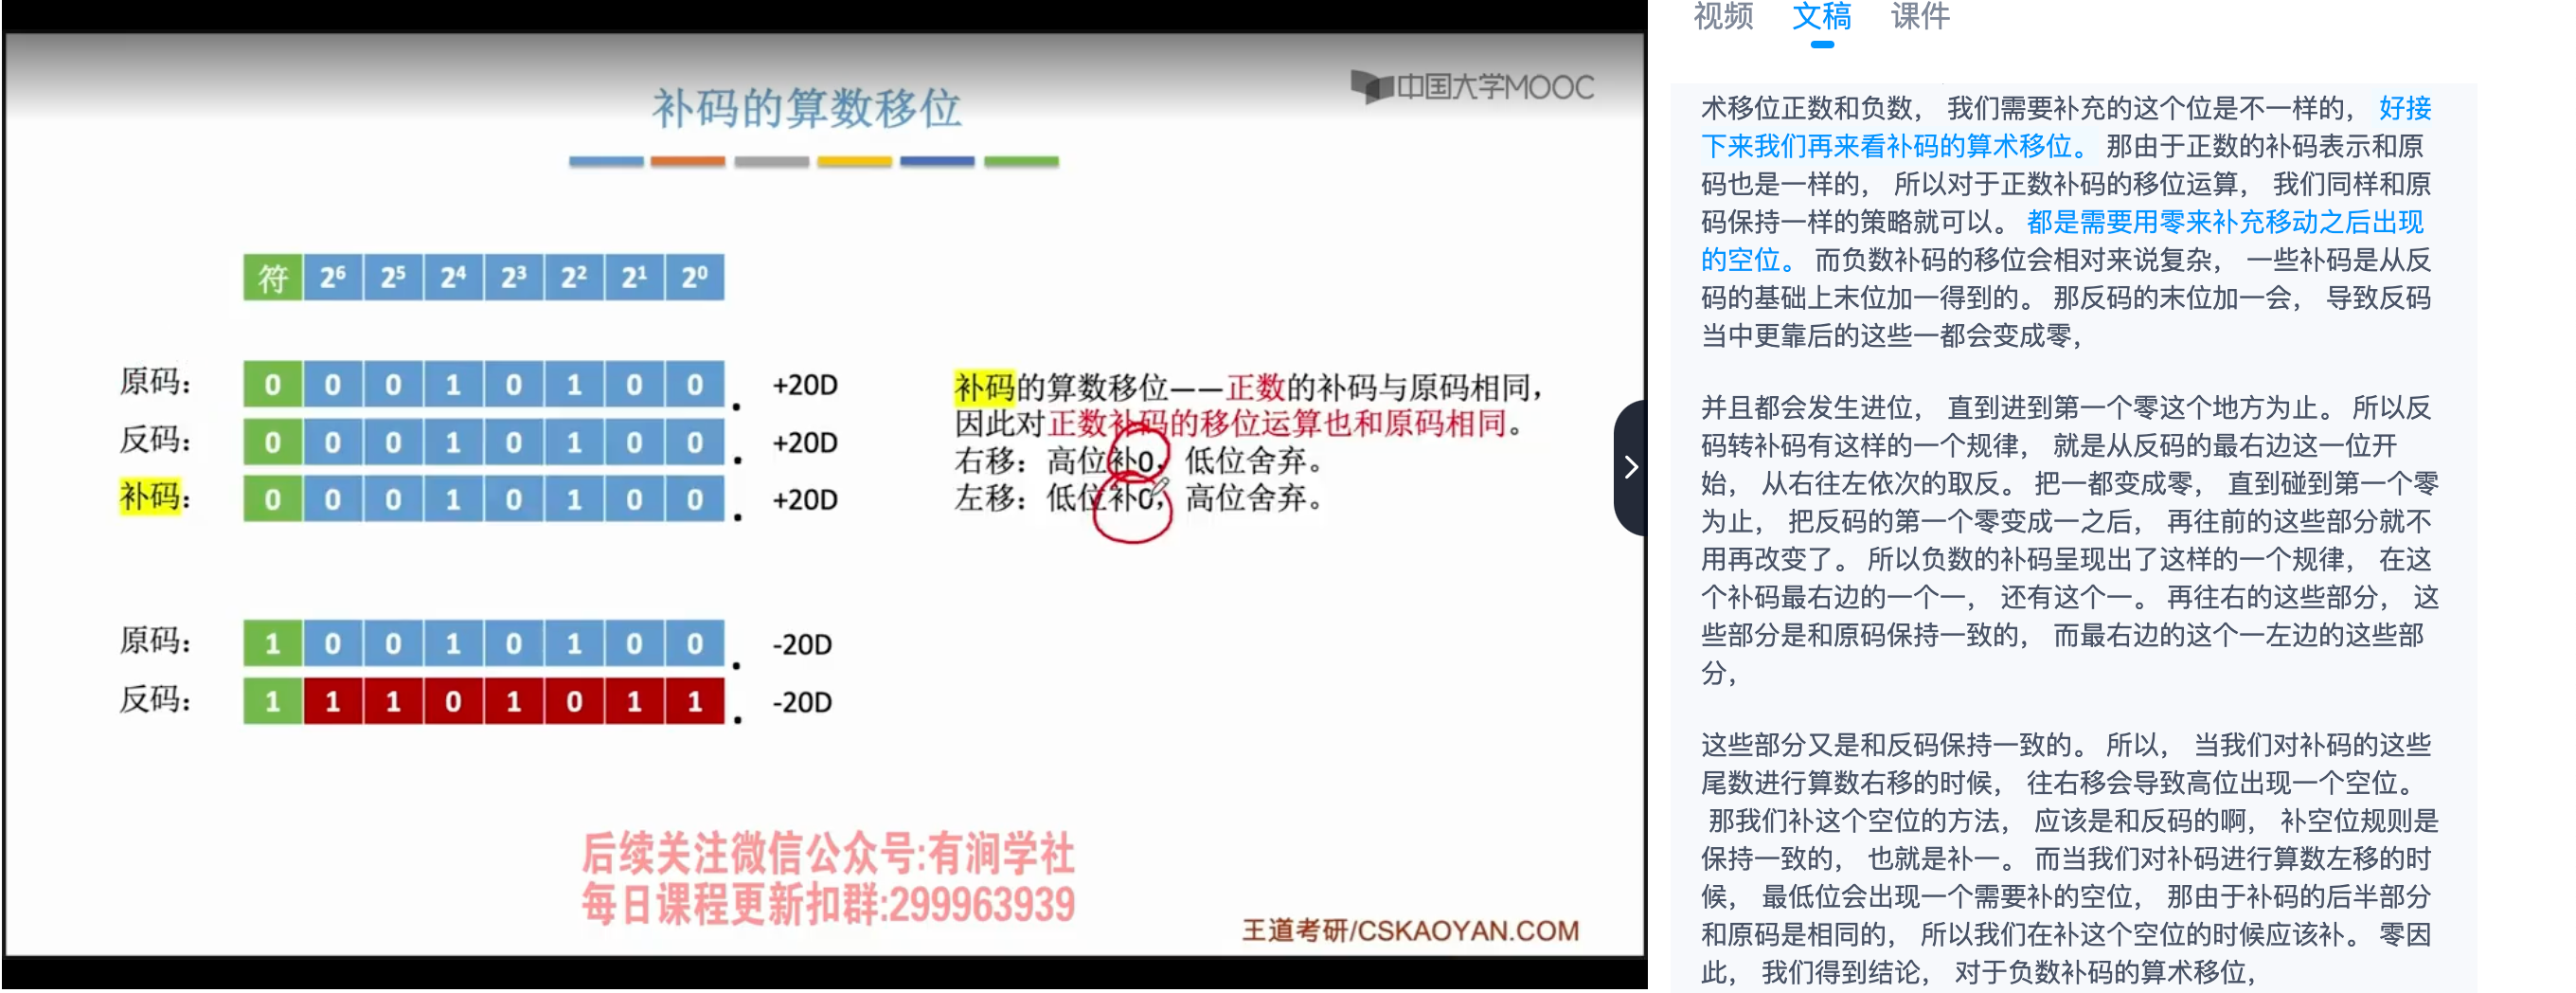 中国大学MOOC
补码的算数移位
符 2⁶ 2⁵ 2⁴ 2³ 2² 2¹ 2⁰
原码： 0 0 0 1 0 1 0 0 . +20D
反码： 0 0 0 1 0 1 0 0 . +20D
补码： 0 0 0 1 0 1 0 0 . +20D
补码的算数移位——正数的补码与原码相同，
因此对正数补码的移位运算也和原码相同。
右移：高位补0，低位舍弃。
左移：低位补0，高位舍弃。
原码： 1 0 0 1 0 1 0 0 . -20D
反码： 1 1 1 0 1 0 1 1 . -20D
后续关注微信公众号:有涧学社
每日课程更新扣群:299963939
王道考研/CSKAOYAN.COM
视频 文稿 课件
术移位正数和负数， 我们需要补充的这个位是不一样的， 好接
下来我们再来看补码的算术移位。 那由于正数的补码表示和原
码也是一样的， 所以对于正数补码的移位运算， 我们同样和原
码保持一样的策略就可以。 都是需要用零来补充移动之后出现
的空位。 而负数补码的移位会相对来说复杂， 一些补码是从反
码的基础上末位加一得到的。 那反码的末位加一会， 导致反码
当中更靠后的这些一都会变成零，
并且都会发生进位， 直到进到第一个零这个地方为止。 所以反
码转补码有这样的一个规律， 就是从反码的最右边这一位开
始， 从右往左依次的取反。 把一都变成零， 直到碰到第一个零
为止， 把反码的第一个零变成一之后， 再往前的这些部分就不
用再改变了。 所以负数的补码呈现出了这样的一个规律， 在这
个补码最右边的一个一， 还有这个一。 再往右的这些部分， 这
些部分是和原码保持一致的， 而最右边的这个一左边的这些部
分，
这些部分又是和反码保持一致的。 所以， 当我们对补码的这些
尾数进行算数右移的时候， 往右移会导致高位出现一个空位。
那我们补这个空位的方法， 应该是和反码的啊， 补空位规则是
保持一致的， 也就是补一。 而当我们对补码进行算数左移的时
候， 最低位会出现一个需要补的空位， 那由于补码的后半部分
和原码是相同的， 所以我们在补这个空位的时候应该补。 零因
此， 我们得到结论， 对于负数补码的算术移位，